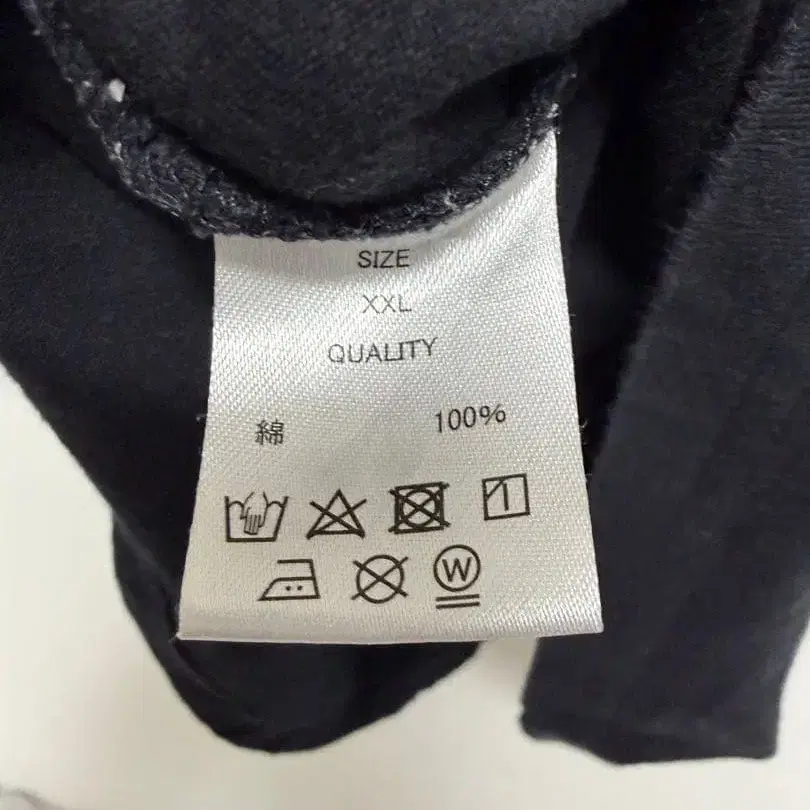 SIZE
XXL
QUALITY
綿 100%
W